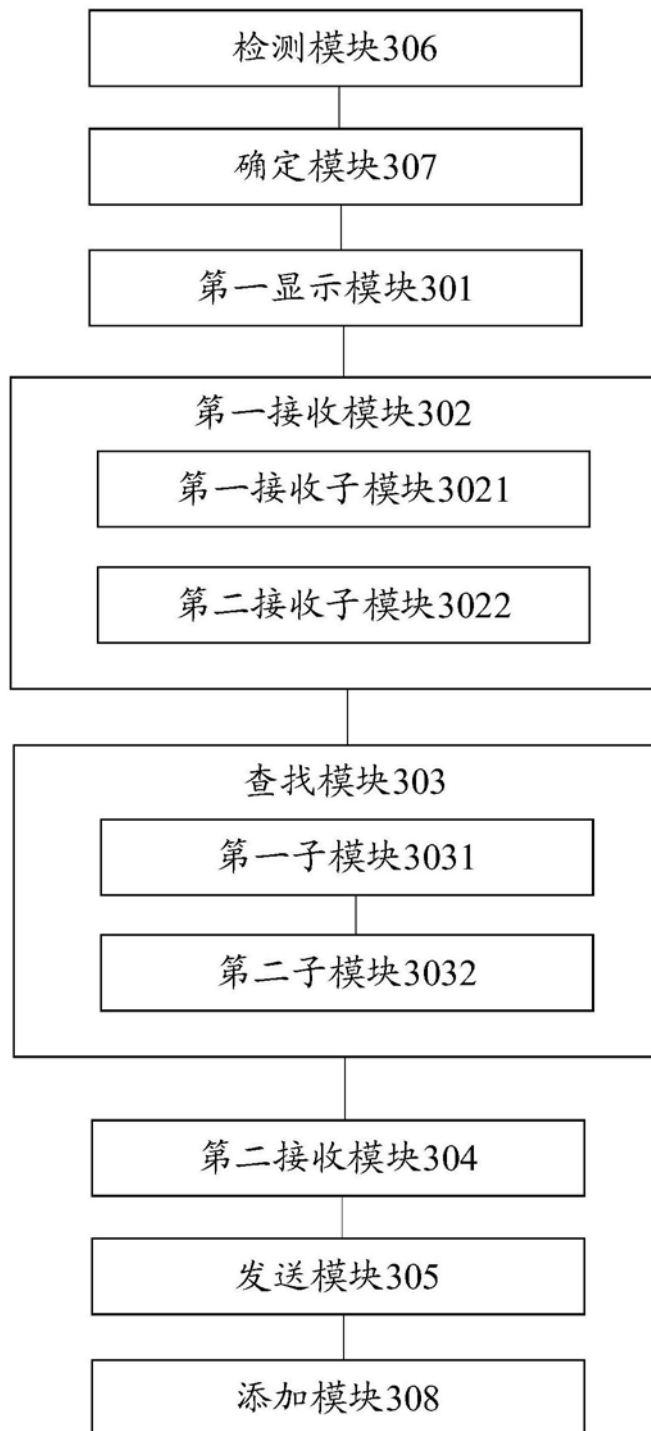 检测模块306
确定模块307
第一显示模块301
第一接收模块302
第一接收子模块3021
第二接收子模块3022
查找模块303
第一子模块3031
第二子模块3032
第二接收模块304
发送模块305
添加模块308